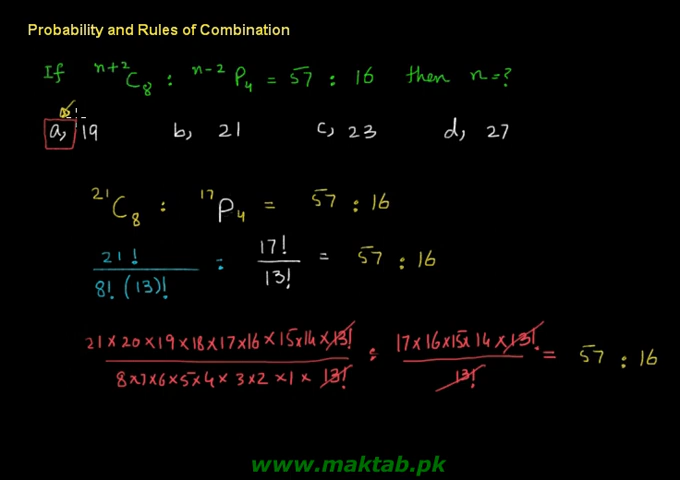 Probability and Rules of Combination
If ⁿ⁺²C₈ : ⁿ⁻²P₄ = 57 : 16 then n=?
a, 19 b, 21 c, 23 d, 27
²¹C₈ : ¹⁷P₄ = 57 : 16
21! / 8! (13)! : 17! / 13! = 57 : 16
21×20×19×18×17×16×15×14×13! / 8×7×6×5×4×3×2×1×13! : 17×16×15×14×13! / 13! = 57 : 16
www.maktab.pk